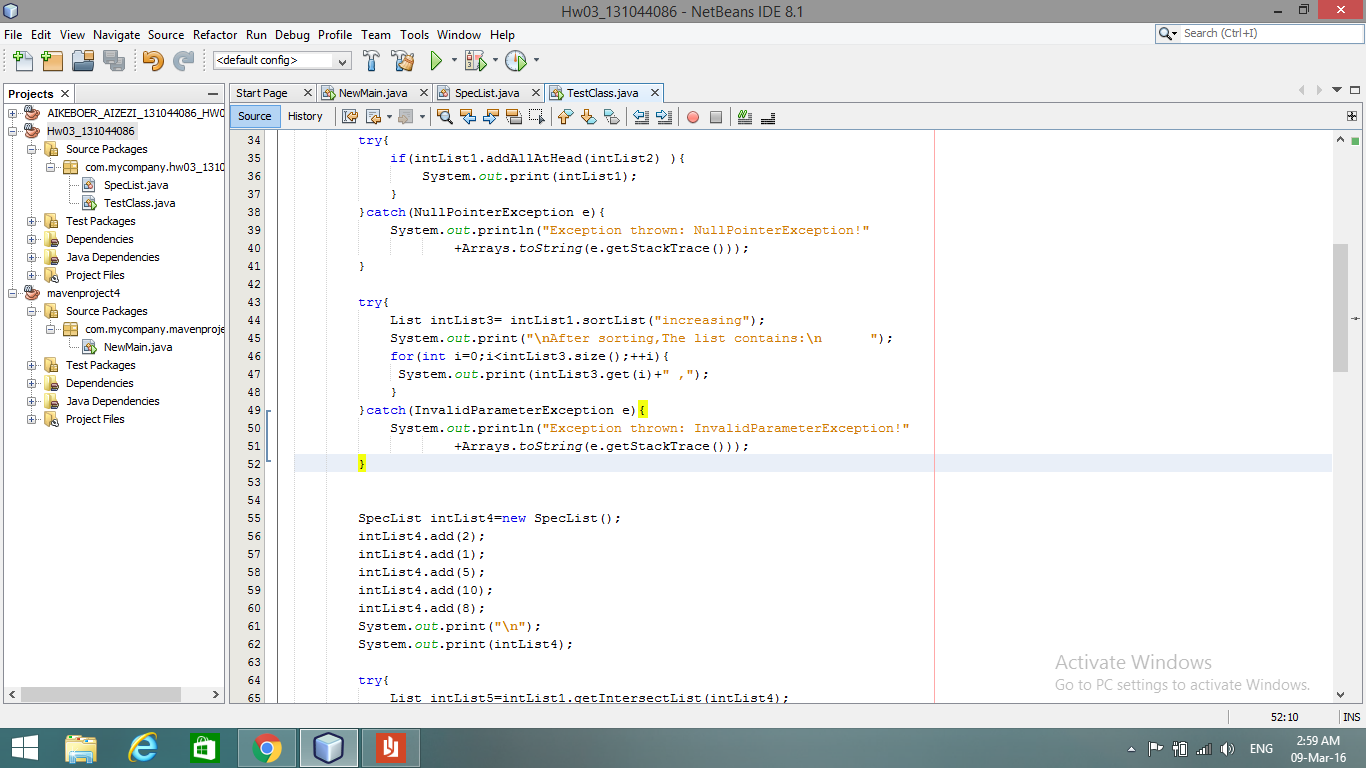 Hw03_131044086 - NetBeans IDE 8.1
File Edit View Navigate Source Refactor Run Debug Profile Team Tools Window Help
Search (Ctrl+I)
<default config>
Projects
AIKEBOER_AIZEZI_131044086_HW0
Hw03_131044086
Source Packages
com.mycompany.hw03_1310
SpecList.java
TestClass.java
Test Packages
Dependencies
Java Dependencies
Project Files
mavenproject4
Source Packages
com.mycompany.mavenproje
NewMain.java
Test Packages
Dependencies
Java Dependencies
Project Files
Start Page NewMain.java SpecList.java TestClass.java
Source History
34 try{
35 if(intList1.addAllAtHead(intList2) ){
36 System.out.print(intList1);
37 }
38 }catch(NullPointerException e){
39 System.out.println("Exception thrown: NullPointerException!"
40 +Arrays.toString(e.getStackTrace()));
41 }
42
43 try{
44 List intList3= intList1.sortList("increasing");
45 System.out.print("\nAfter sorting,The list contains:\n      ");
46 for(int i=0;i<intList3.size();++i){
47 System.out.print(intList3.get(i)+" ,");
48 }
49 }catch(InvalidParameterException e){
50 System.out.println("Exception thrown: InvalidParameterException!"
51 +Arrays.toString(e.getStackTrace()));
52 }
53
54
55 SpecList intList4=new SpecList();
56 intList4.add(2);
57 intList4.add(1);
58 intList4.add(5);
59 intList4.add(10);
60 intList4.add(8);
61 System.out.print("\n");
62 System.out.print(intList4);
63
64 try{
65 List intList5=intList1.getIntersectList(intList4);
Activate Windows
Go to PC settings to activate Windows.
52:10 INS
ENG
2:59 AM
09-Mar-16